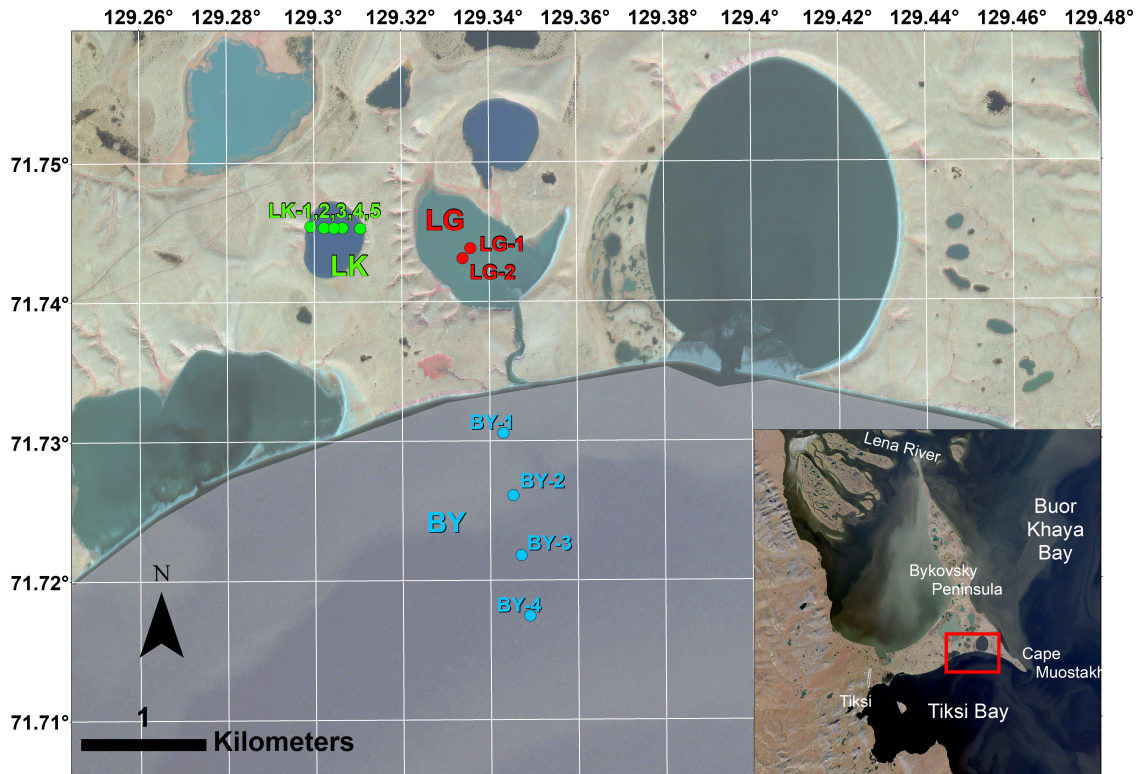 129.26° 129.28° 129.3° 129.32° 129.34° 129.36° 129.38° 129.4° 129.42° 129.44° 129.46° 129.48°
71.75°
LK-1,2,3,4,5
LG
LG-1
LK
LG-2
71.74°
BY-1
71.73°
BY-2
BY
BY-3
71.72°
N
BY-4
71.71°
1
Kilometers
Lena River
Buor
Khaya
Bay
Bykovsky
Peninsula
Cape
Muostakh
Tiksi
Tiksi Bay